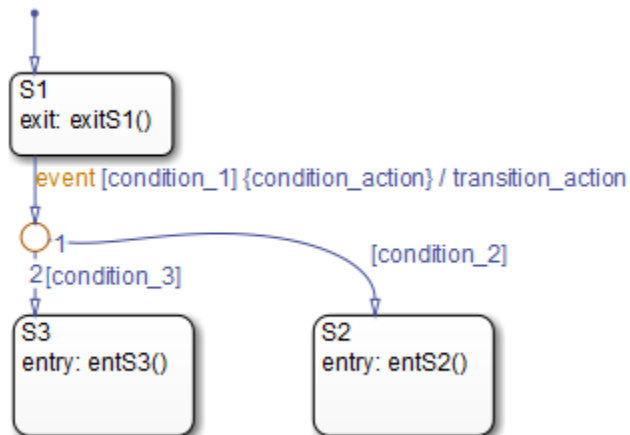 S1
exit: exitS1()
event [condition_1] {condition_action} / transition_action
1
[condition_2]
2 [condition_3]
S3
entry: entS3()
S2
entry: entS2()